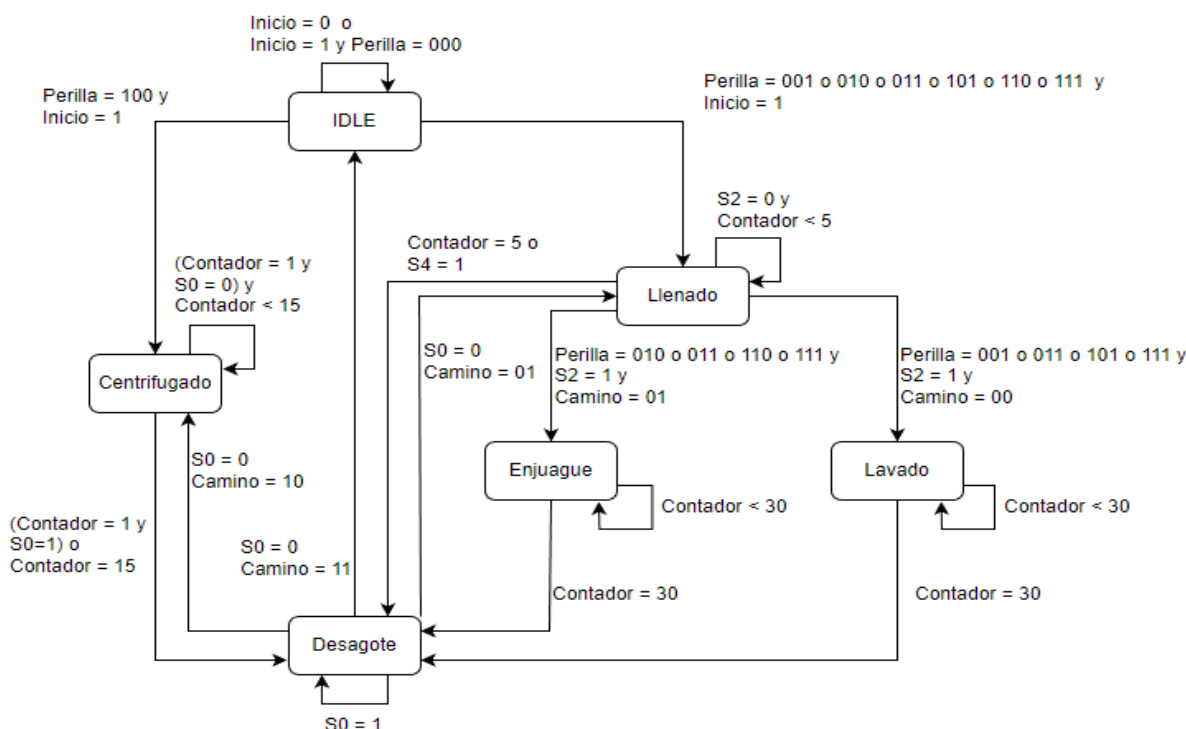 Inicio = 0 o
Inicio = 1 y Perilla = 000
Perilla = 100 y
Inicio = 1
IDLE
Perilla = 001 o 010 o 011 o 101 o 110 o 111 y
Inicio = 1
S2 = 0 y
Contador < 5
Contador = 5 o
S4 = 1
Llenado
(Contador = 1 y
S0 = 0) y
Contador < 15
Centrifugado
S0 = 0
Camino = 01
Perilla = 010 o 011 o 110 o 111 y
S2 = 1 y
Camino = 01
Perilla = 001 o 011 o 101 o 111 y
S2 = 1 y
Camino = 00
S0 = 0
Camino = 10
Enjuague
Contador < 30
Lavado
Contador < 30
(Contador = 1 y
S0=1) o
Contador = 15
S0 = 0
Camino = 11
Contador = 30
Contador = 30
Desagote
S0 = 1